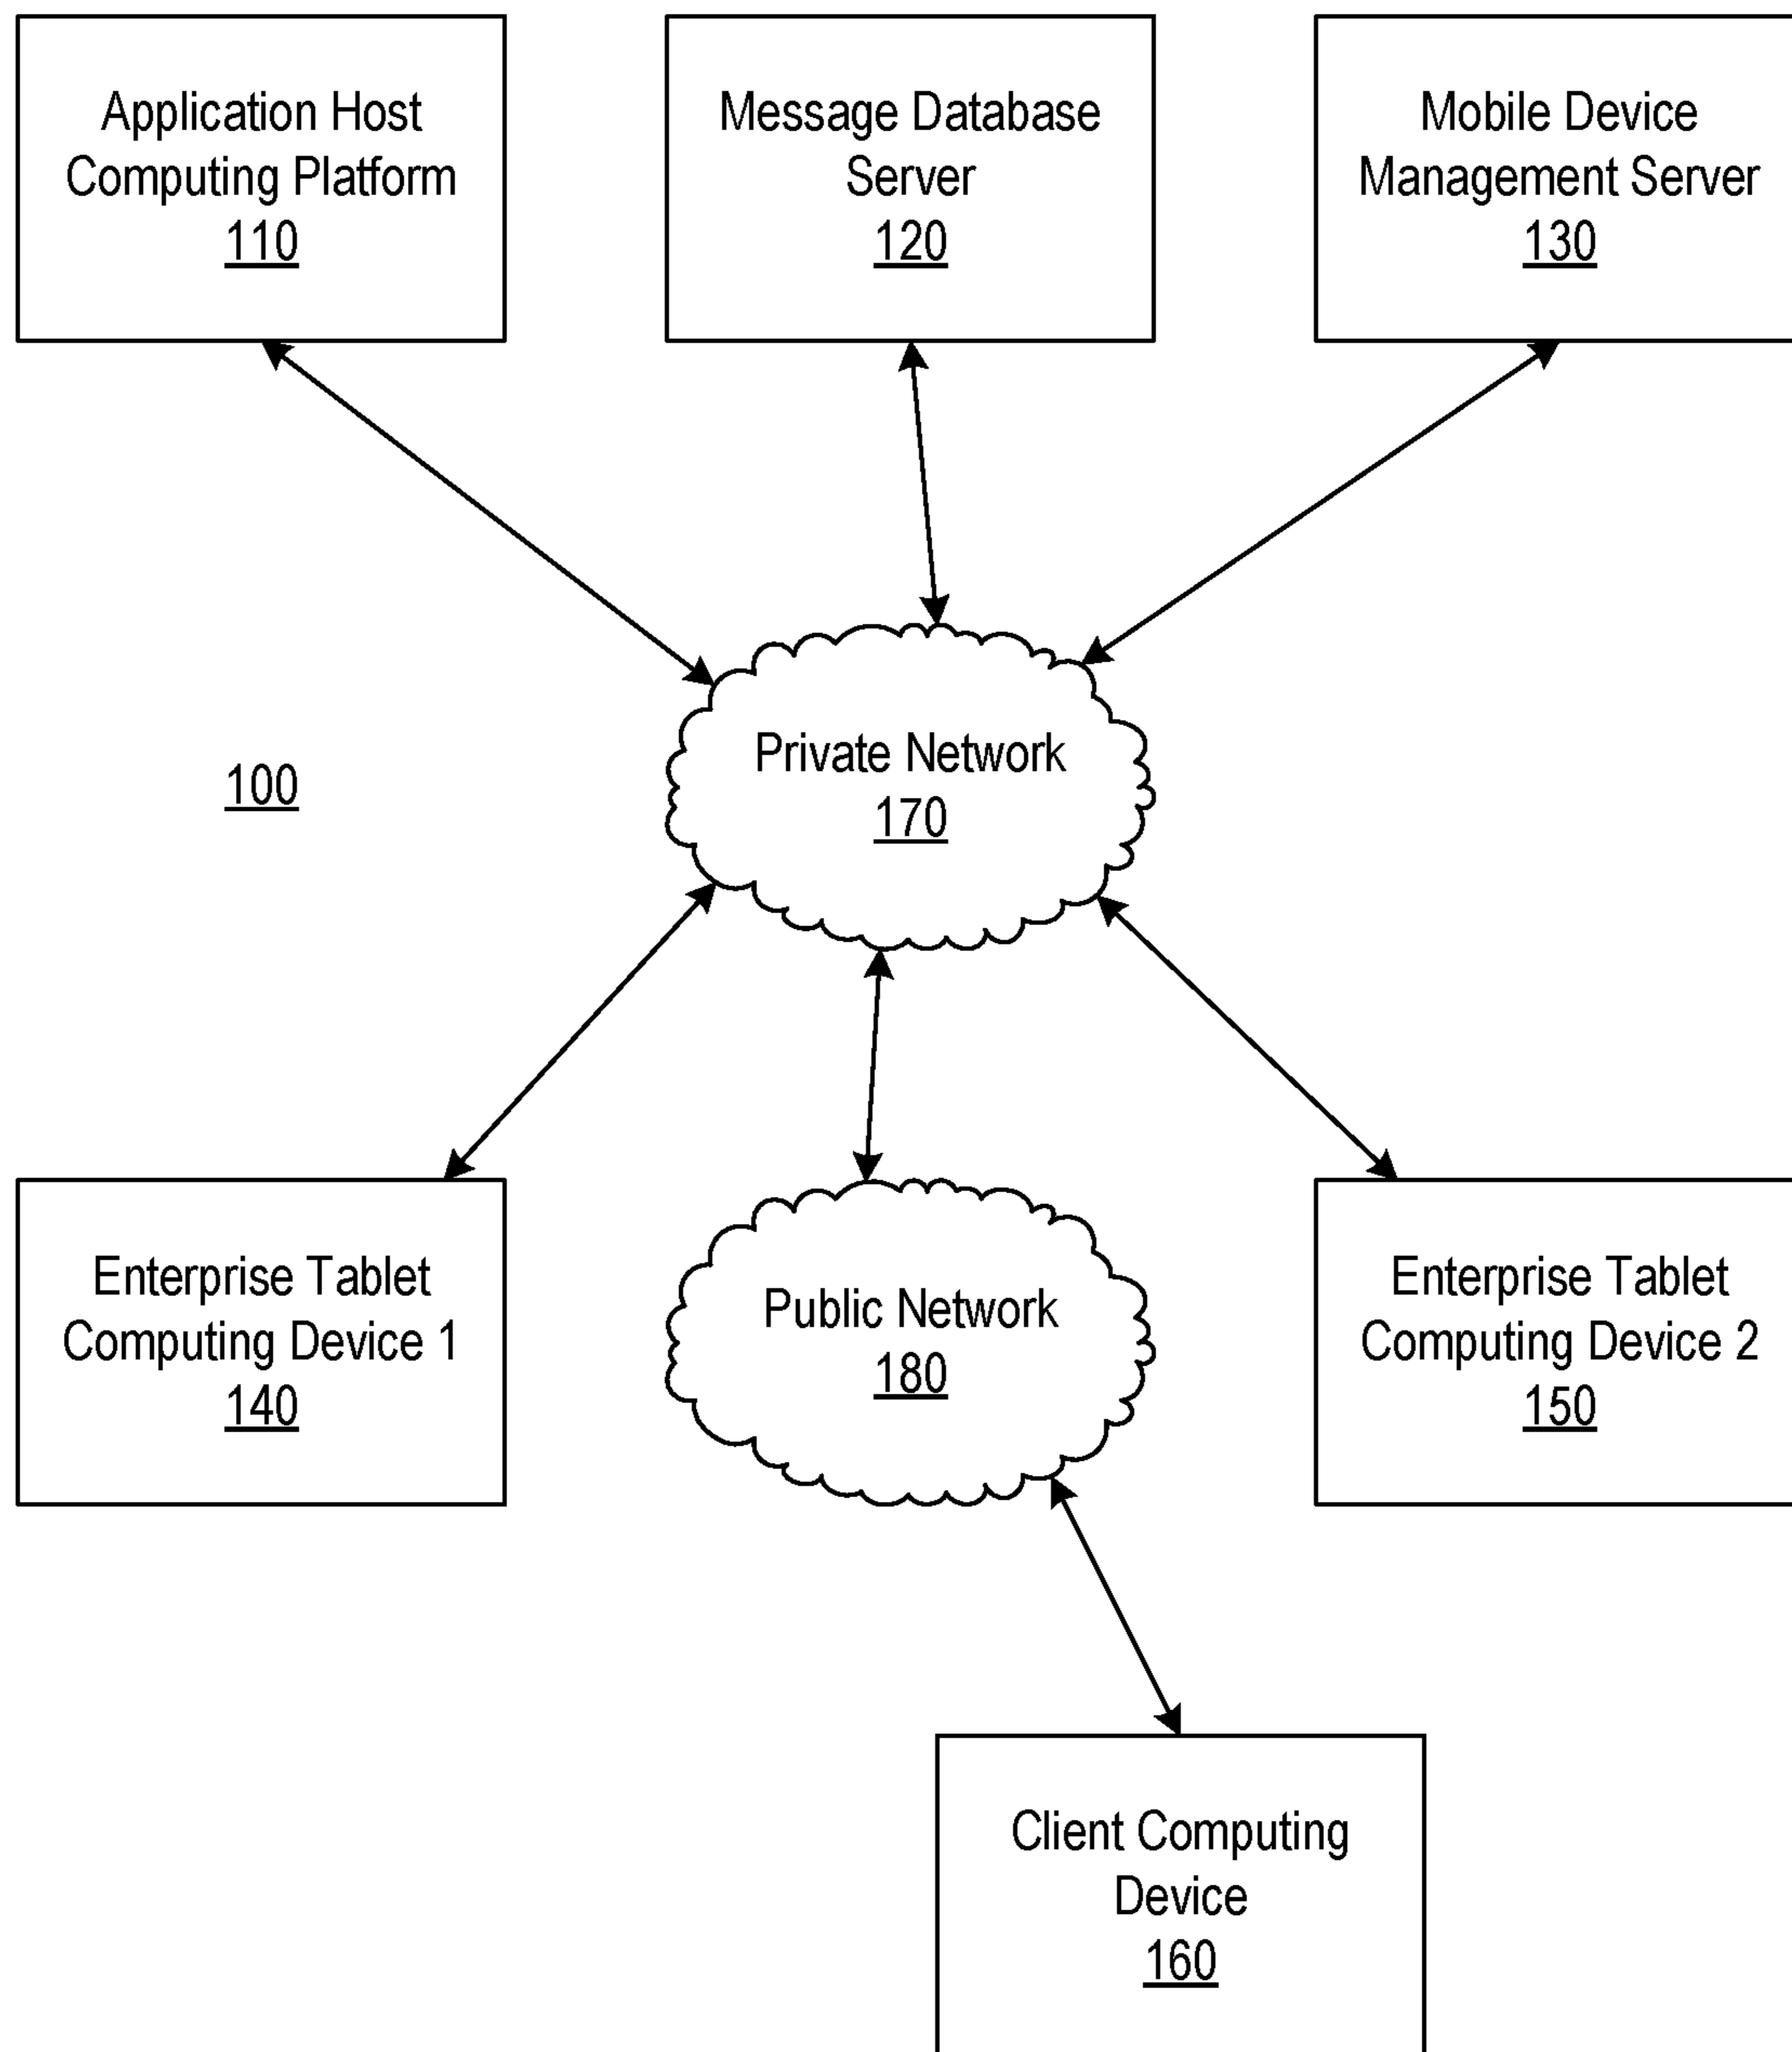 Application Host
Computing Platform
110
Message Database
Server
120
Mobile Device
Management Server
130
Private Network
170
100
Enterprise Tablet
Computing Device 1
140
Public Network
180
Enterprise Tablet
Computing Device 2
150
Client Computing
Device
160